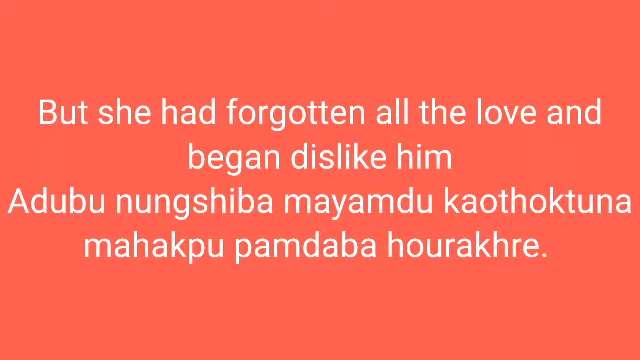 But she had forgotten all the love and
began dislike him
Adubu nungshiba mayamdu kaothoktuna
mahakpu pamdaba hourakhre.